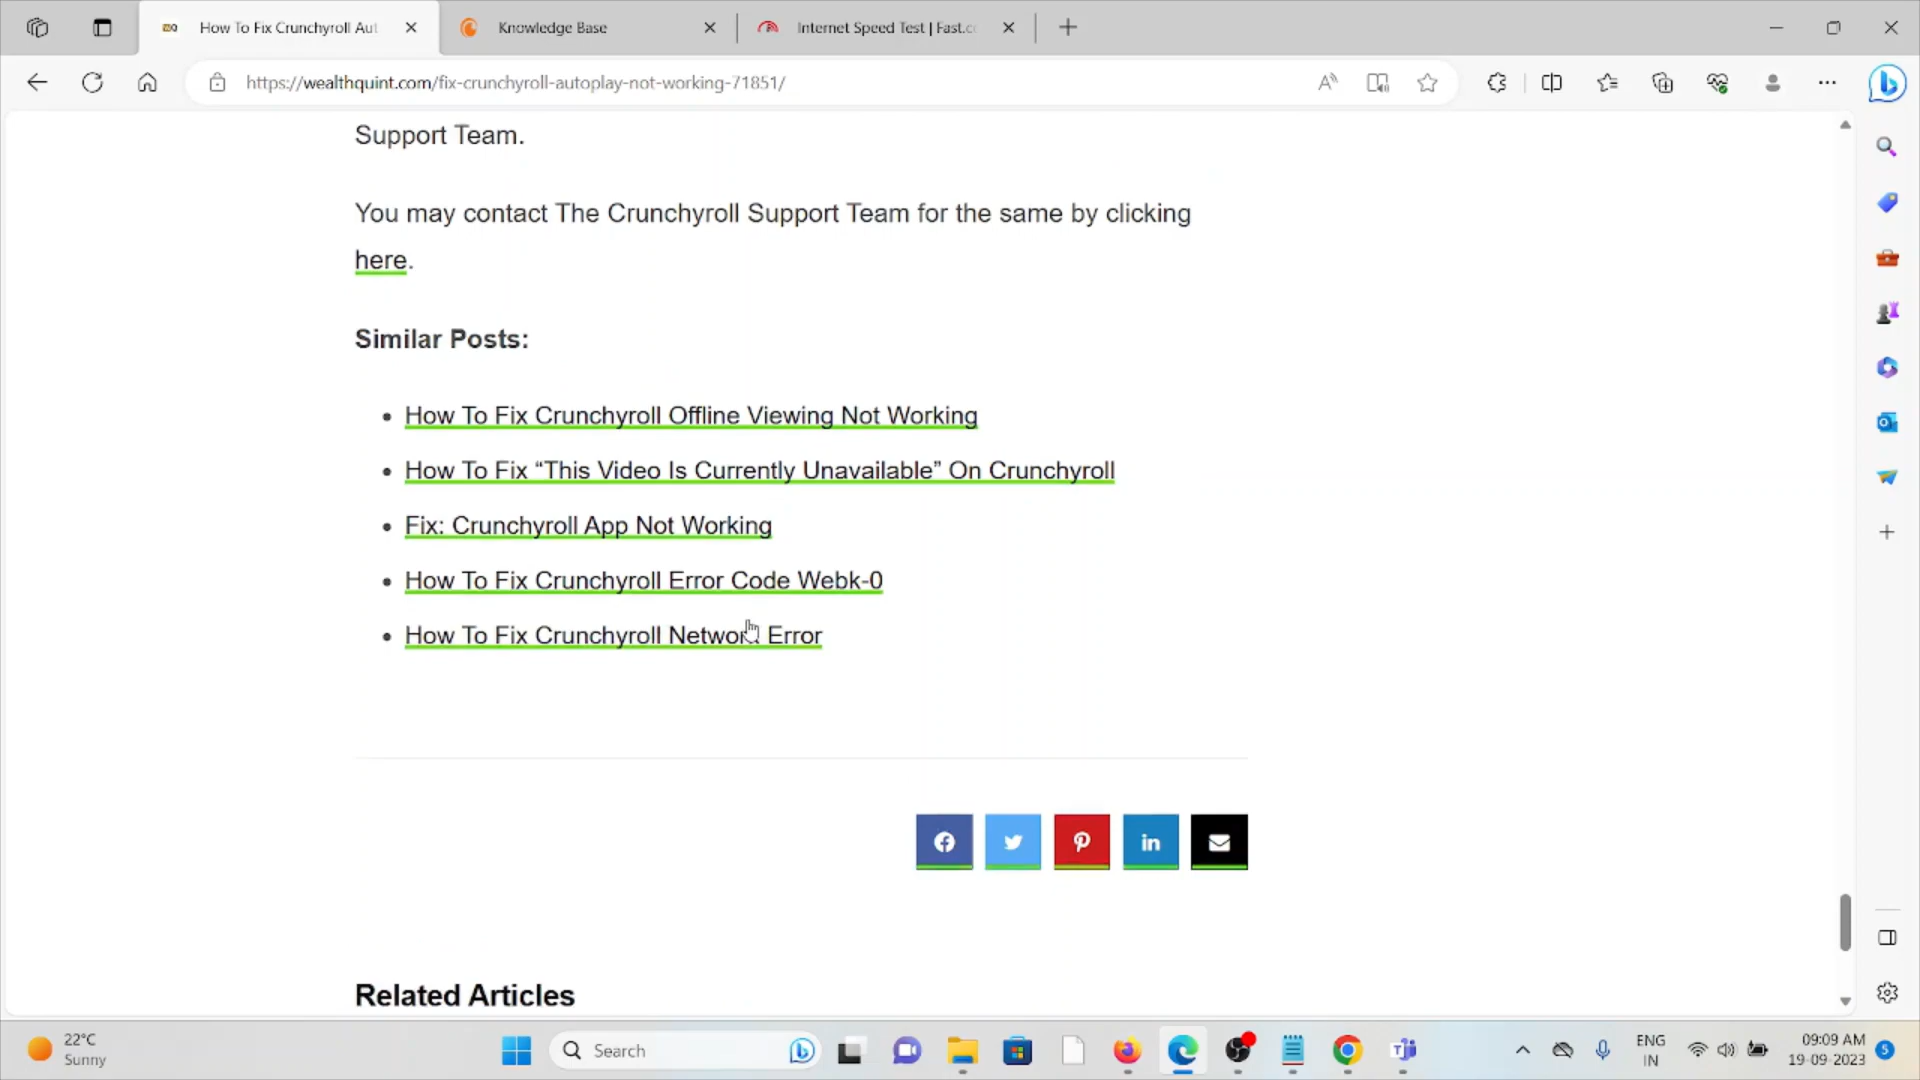 How To Fix Crunchyroll Aut
Knowledge Base
Internet Speed Test | Fast.c
https://wealthquint.com/fix-crunchyroll-autoplay-not-working-71851/
Support Team.
You may contact The Crunchyroll Support Team for the same by clicking
here.
Similar Posts:
How To Fix Crunchyroll Offline Viewing Not Working
How To Fix “This Video Is Currently Unavailable” On Crunchyroll
Fix: Crunchyroll App Not Working
How To Fix Crunchyroll Error Code Webk-0
How To Fix Crunchyroll Network Error
Related Articles
22°C
Sunny
Search
ENG
IN
09:09 AM
19-09-2023
5